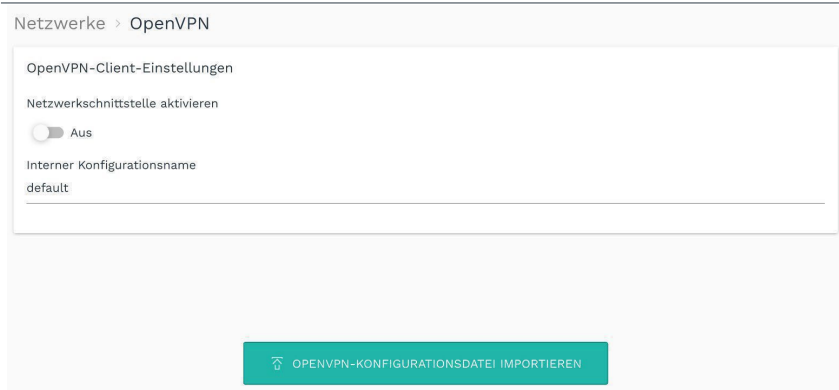 Netzwerke > OpenVPN
OpenVPN-Client-Einstellungen
Netzwerkschnittstelle aktivieren
Aus
Interner Konfigurationsname
default
OPENVPN-KONFIGURATIONSDATEI IMPORTIEREN